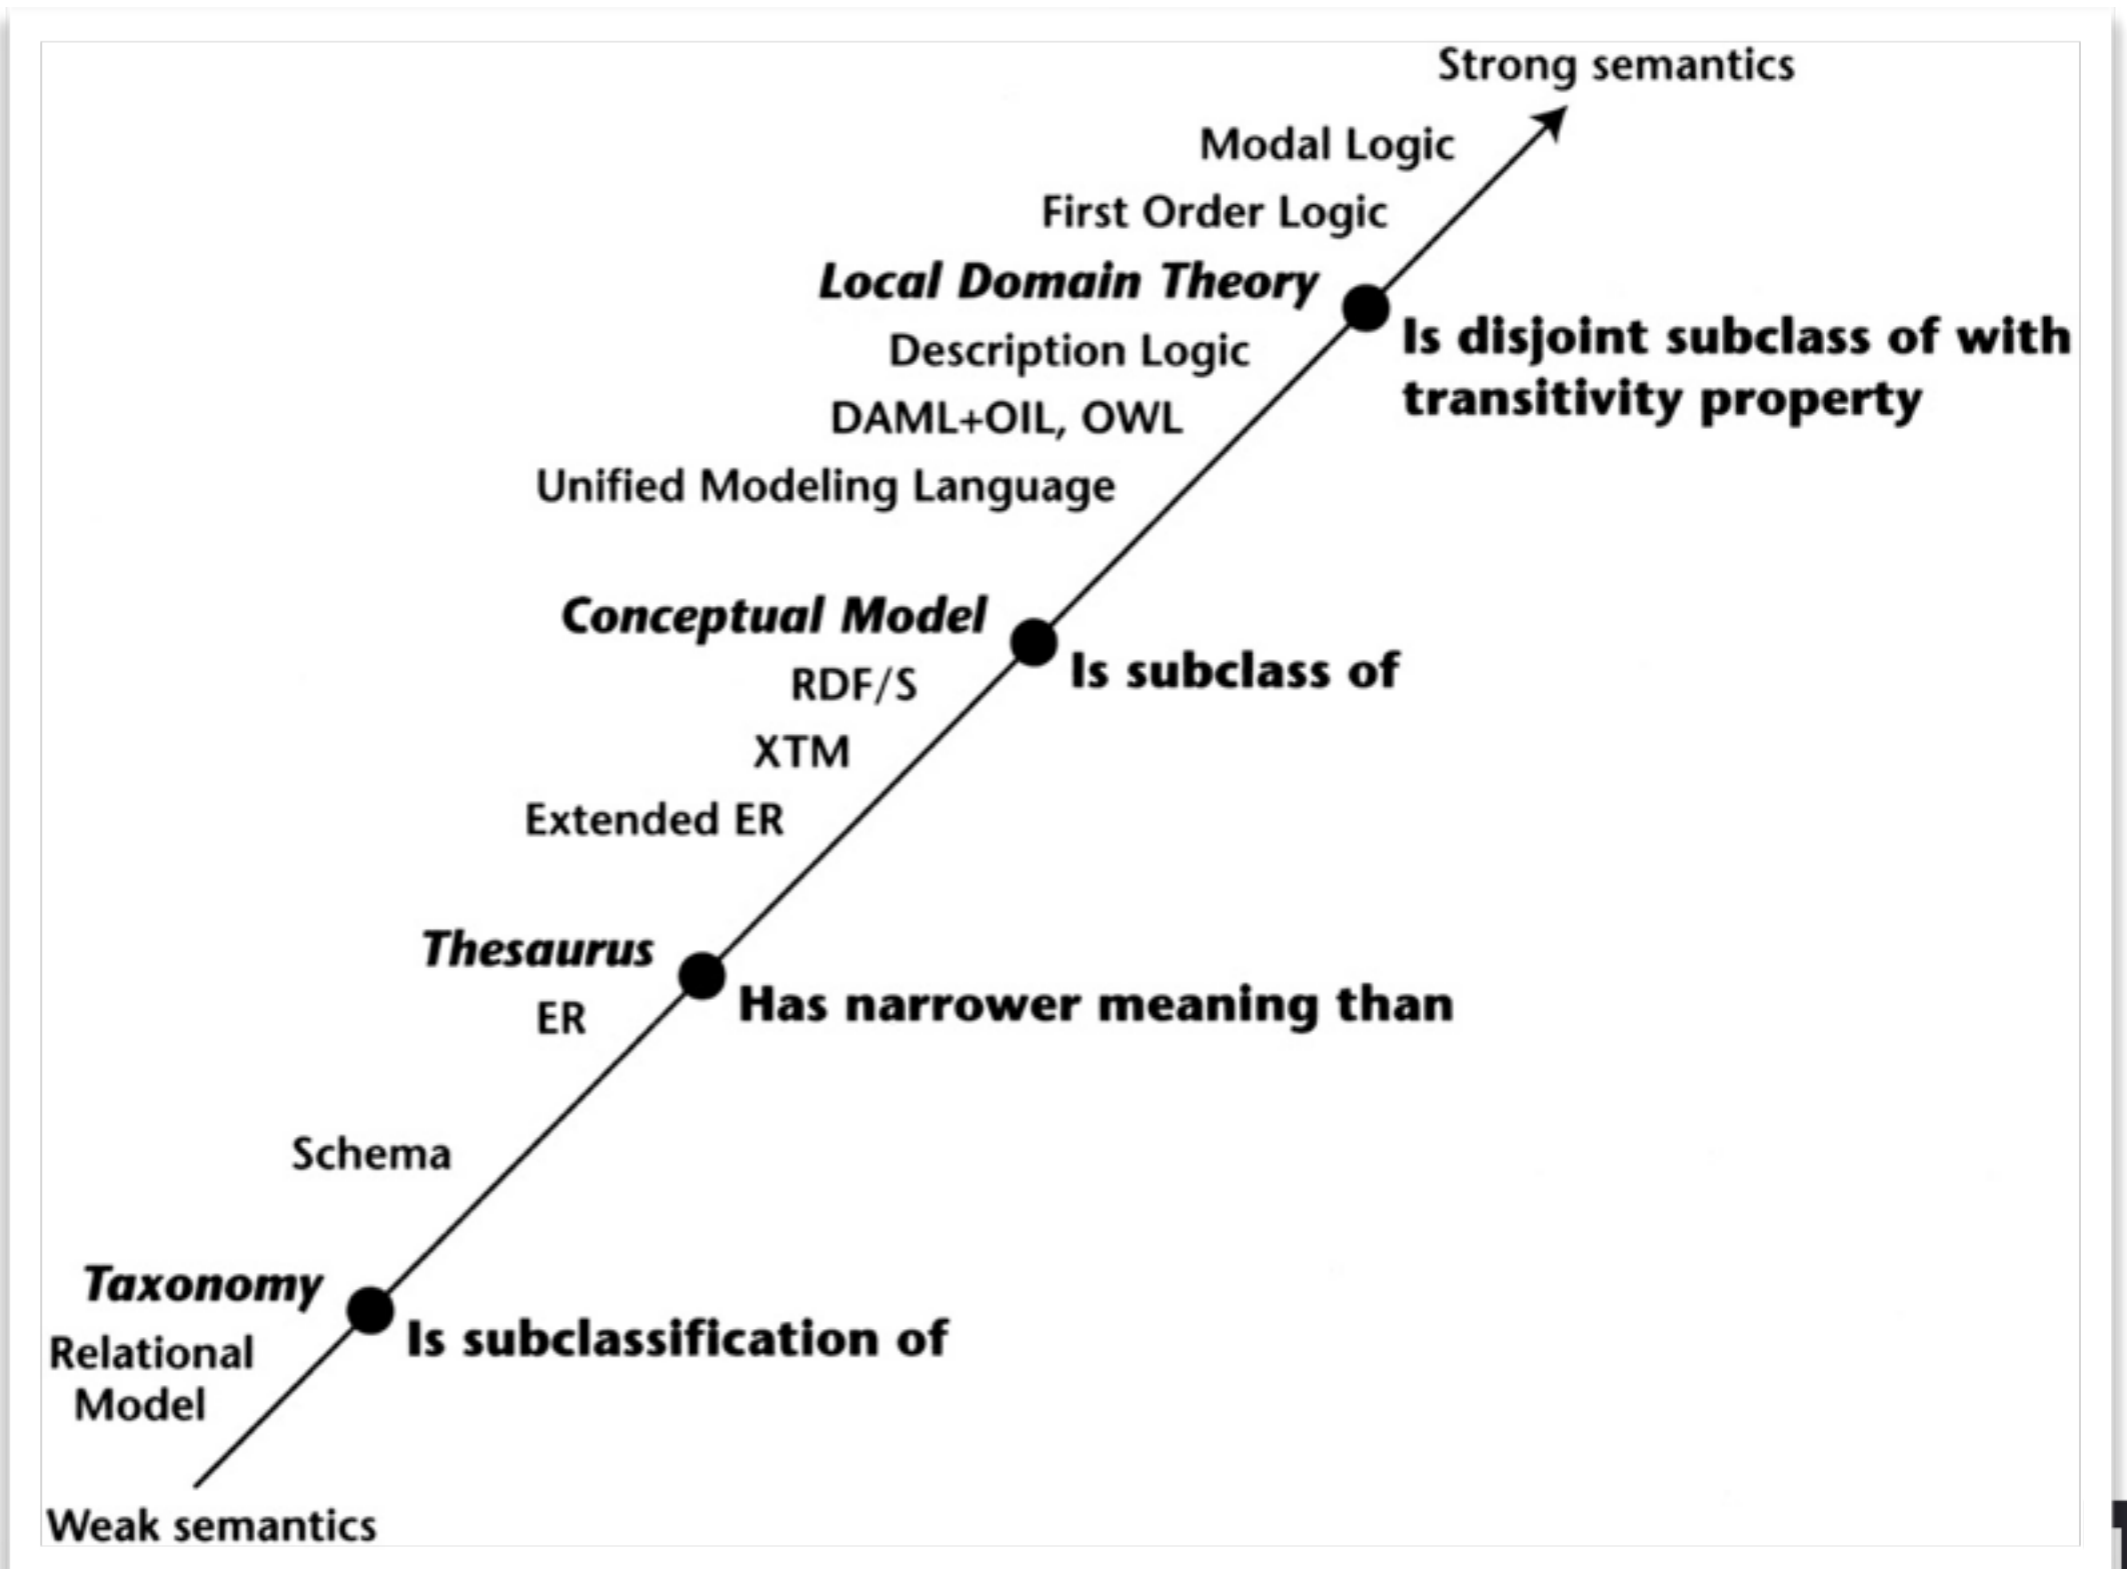 Strong semantics
Modal Logic
First Order Logic
Local Domain Theory
Is disjoint subclass of with
transitivity property
Description Logic
DAML+OIL, OWL
Unified Modeling Language
Conceptual Model
Is subclass of
RDF/S
XTM
Extended ER
Thesaurus
Has narrower meaning than
ER
Schema
Taxonomy
Is subclassification of
Relational
Model
Weak semantics